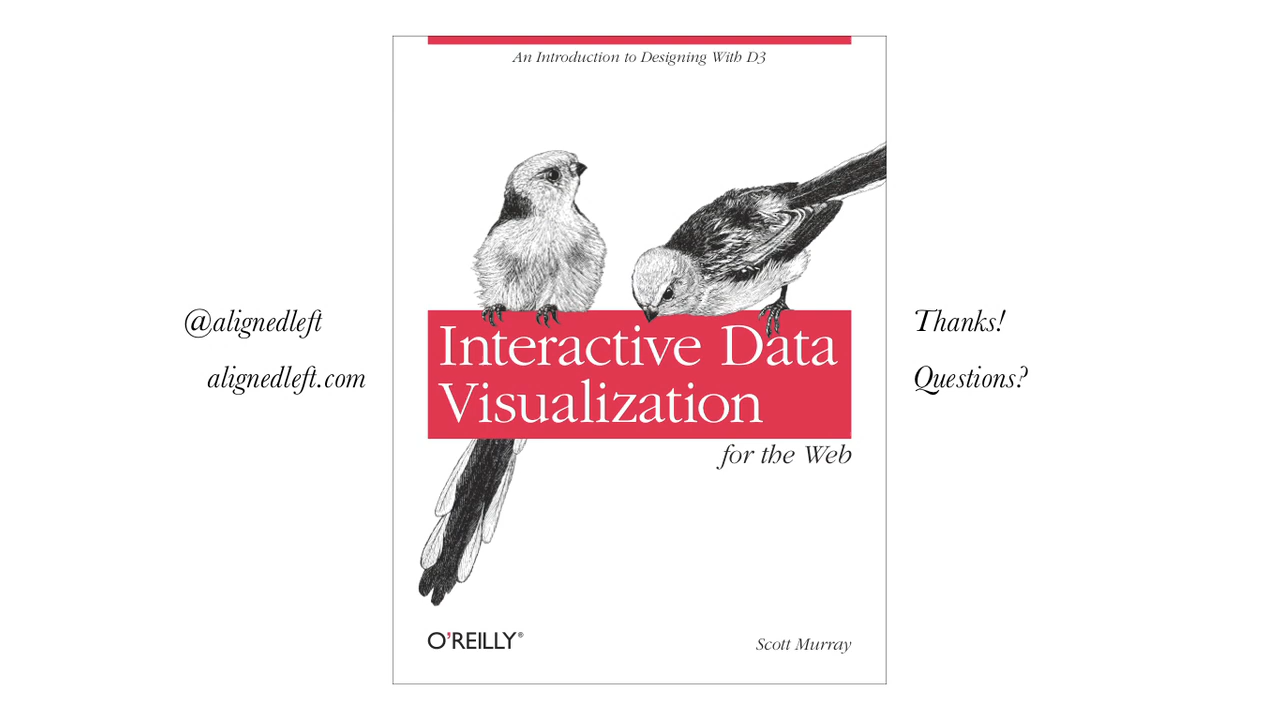 An Introduction to Designing With D3
@alignedleft
alignedleft.com
Interactive Data
Visualization
for the Web
O'REILLY®
Scott Murray
Thanks!
Questions?